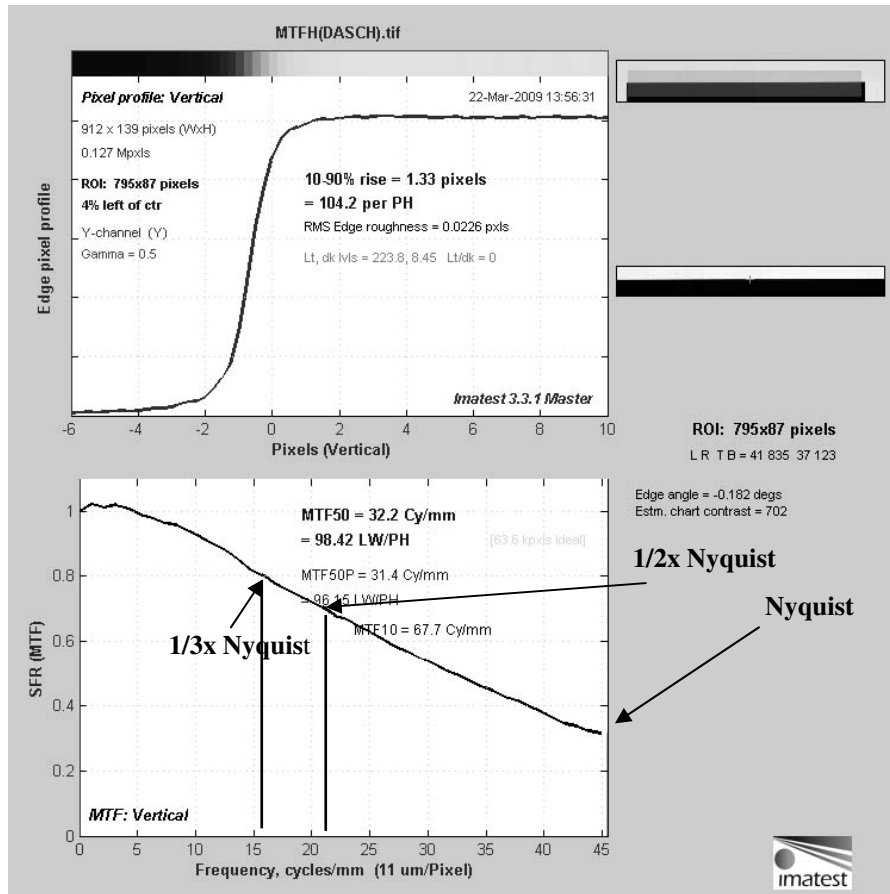 MTFH(DASCH).tif
Pixel profile: Vertical
22-Mar-2009 13:56:31
912 x 139 pixels (WxH)
0.127 Mpxls
ROI: 795x87 pixels
4% left of ctr
Y-channel (Y)
Gamma = 0.5
10-90% rise = 1.33 pixels
= 104.2 per PH
RMS Edge roughness = 0.0226 pxls
Lt, dk lvls = 223.8, 8.45 Lt/dk = 0
Edge pixel profile
Imatest 3.3.1 Master
-6 -4 -2 0 2 4 6 8 10
Pixels (Vertical)
ROI: 795x87 pixels
L R T B = 41 835 37 123
Edge angle = -0.182 degs
Estm. chart contrast = 702
MTF50 = 32.2 Cy/mm
= 98.42 LW/PH
[63.6 kpxls ideal]
MTF50P = 31.4 Cy/mm
= 96.15 LW/PH
MTF10 = 67.7 Cy/mm
1/2x Nyquist
Nyquist
1/3x Nyquist
SFR (MTF)
1
0.8
0.6
0.4
0.2
0
MTF: Vertical
0 5 10 15 20 25 30 35 40 45
Frequency, cycles/mm (11 um/Pixel)
imatest